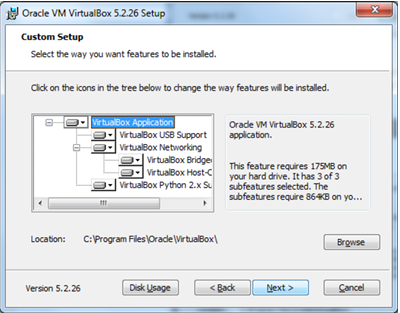 Oracle VM VirtualBox 5.2.26 Setup
Custom Setup
Select the way you want features to be installed.
Click on the icons in the tree below to change the way features will be installed.
VirtualBox Application
VirtualBox USB Support
VirtualBox Networking
VirtualBox Bridge
VirtualBox Host-C
VirtualBox Python 2.x Su
Oracle VM VirtualBox 5.2.26
application.
This feature requires 175MB on
your hard drive. It has 3 of 3
subfeatures selected. The
subfeatures require 864KB on yo...
Location: C:\Program Files\Oracle\VirtualBox\
Browse
Version 5.2.26 Disk Usage < Back Next > Cancel